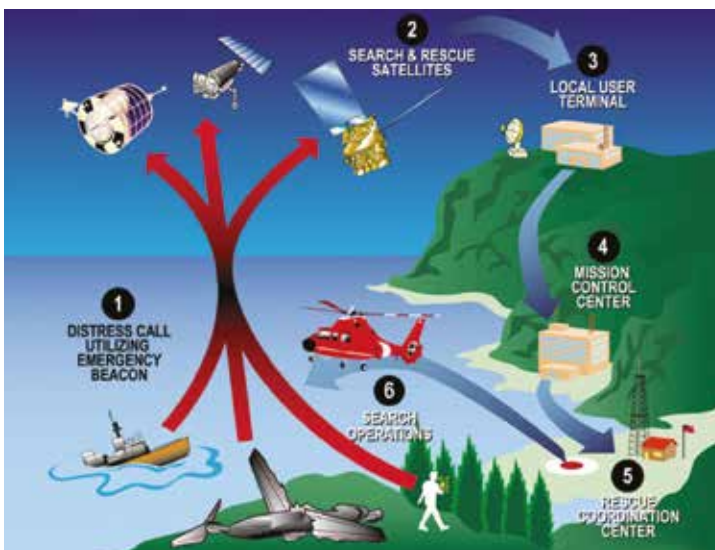 1
DISTRESS CALL
UTILIZING
EMERGENCY
BEACON
2
SEARCH & RESCUE
SATELLITES
3
LOCAL USER
TERMINAL
4
MISSION
CONTROL
CENTER
5
RESCUE
COORDINATION
CENTER
6
SEARCH
OPERATIONS